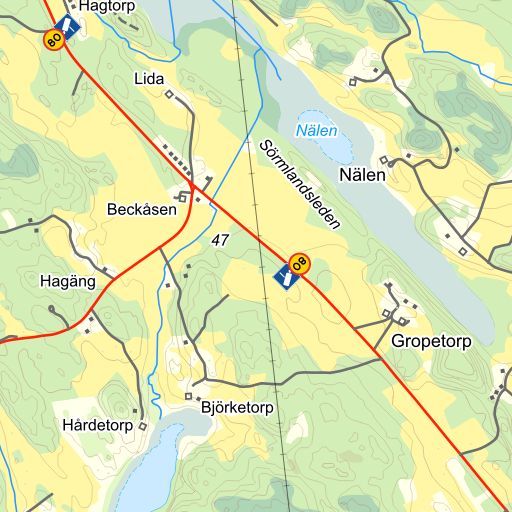 Hagtorp
80
Lida
Nälen
Sörmlandsleden
Nälen
Beckåsen
47
80
Hagäng
Gropetorp
Björketorp
Hårdetorp